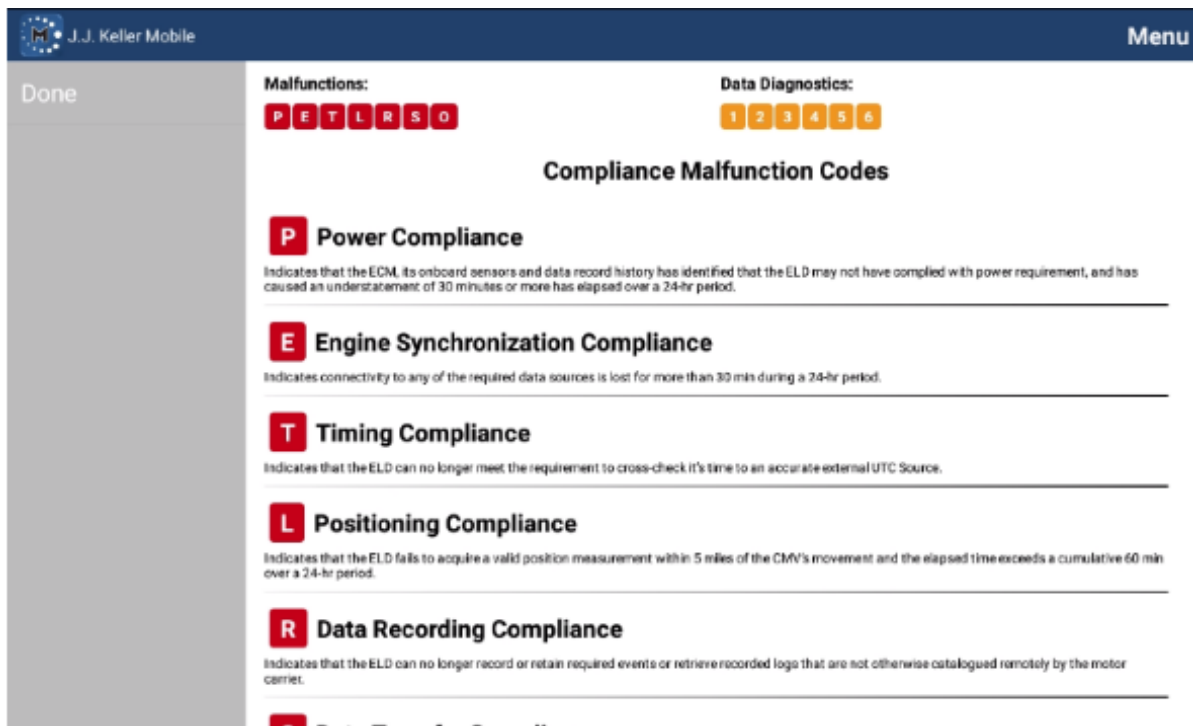 J.J. Keller Mobile
Menu
Done
Malfunctions:
Data Diagnostics:
P E T L R S O
1 2 3 4 5 6
Compliance Malfunction Codes
P Power Compliance
Indicates that the ECM, its onboard sensors and data record history has identified that the ELD may not have complied with power requirement, and has
caused an understatement of 30 minutes or more has elapsed over a 24-hr period.
E Engine Synchronization Compliance
Indicates connectivity to any of the required data sources is lost for more than 30 min during a 24-hr period.
T Timing Compliance
Indicates that the ELD can no longer meet the requirement to cross-check it's time to an accurate external UTC Source.
L Positioning Compliance
Indicates that the ELD fails to acquire a valid position measurement within 5 miles of the CMV's movement and the elapsed time exceeds a cumulative 60 min
over a 24-hr period.
R Data Recording Compliance
Indicates that the ELD can no longer record or retain required events or retrieve recorded logs that are not otherwise catalogued remotely by the motor
carrier.